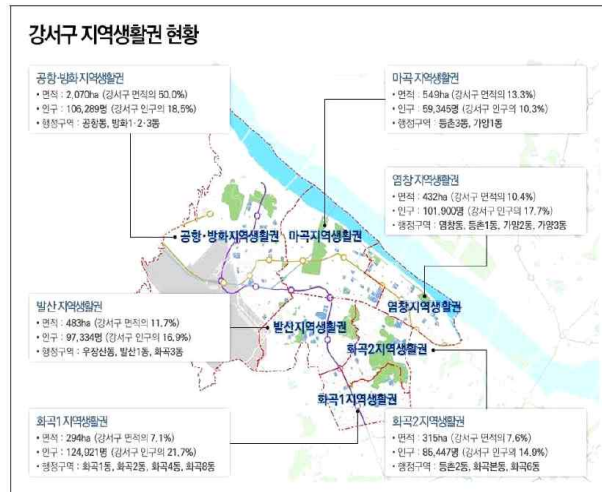 강서구 지역생활권 현황
공항·방화 지역생활권
• 면적 : 2,070ha (강서구 면적의 50.0%)
• 인구 : 106,289명 (강서구 인구의 18.5%)
• 행정구역 : 공항동, 방화1·2·3동
마곡 지역생활권
• 면적 : 549ha (강서구 면적의 13.3%)
• 인구 : 59,345명 (강서구 인구의 10.3%)
• 행정구역 : 등촌3동, 가양1동
염창 지역생활권
• 면적 : 432ha (강서구 면적의 10.4%)
• 인구 : 101,900명 (강서구 인구의 17.7%)
• 행정구역 : 염창동, 등촌1동, 가양2동, 가양3동
공항·방화지역생활권
마곡지역생활권
염창지역생활권
발산지역생활권
화곡2지역생활권
화곡1지역생활권
발산 지역생활권
• 면적 : 483ha (강서구 면적의 11.7%)
• 인구 : 97,334명 (강서구 인구의 16.9%)
• 행정구역 : 우장산동, 발산1동, 화곡3동
화곡1 지역생활권
• 면적 : 294ha (강서구 면적의 7.1%)
• 인구 : 124,921명 (강서구 인구의 21.7%)
• 행정구역 : 화곡1동, 화곡2동, 화곡4동, 화곡8동
화곡2 지역생활권
• 면적 : 315ha (강서구 면적의 7.6%)
• 인구 : 85,447명 (강서구 인구의 14.9%)
• 행정구역 : 등촌2동, 화곡본동, 화곡6동